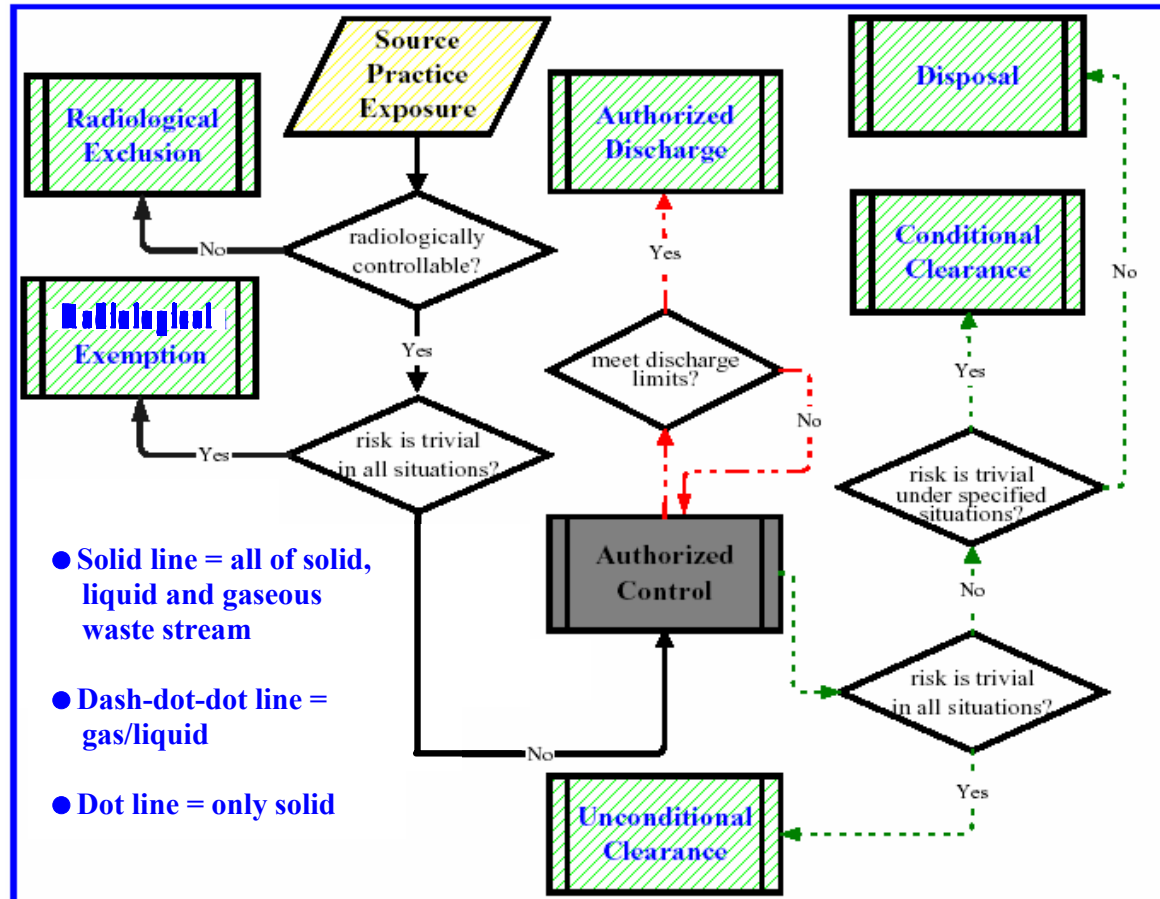 Source
Practice
Exposure
Radiological
Exclusion
Authorized
Discharge
Disposal
radiologically
controllable?
No
Yes
Conditional
Clearance
No
Exemption
Yes
risk is trivial
in all situations?
Yes
meet discharge
limits?
No
Yes
risk is trivial
under specified
situations?
Authorized
Control
No
risk is trivial
in all situations?
● Solid line = all of solid,
liquid and gaseous
waste stream
● Dash-dot-dot line =
gas/liquid
● Dot line = only solid
No
Yes
Unconditional
Clearance